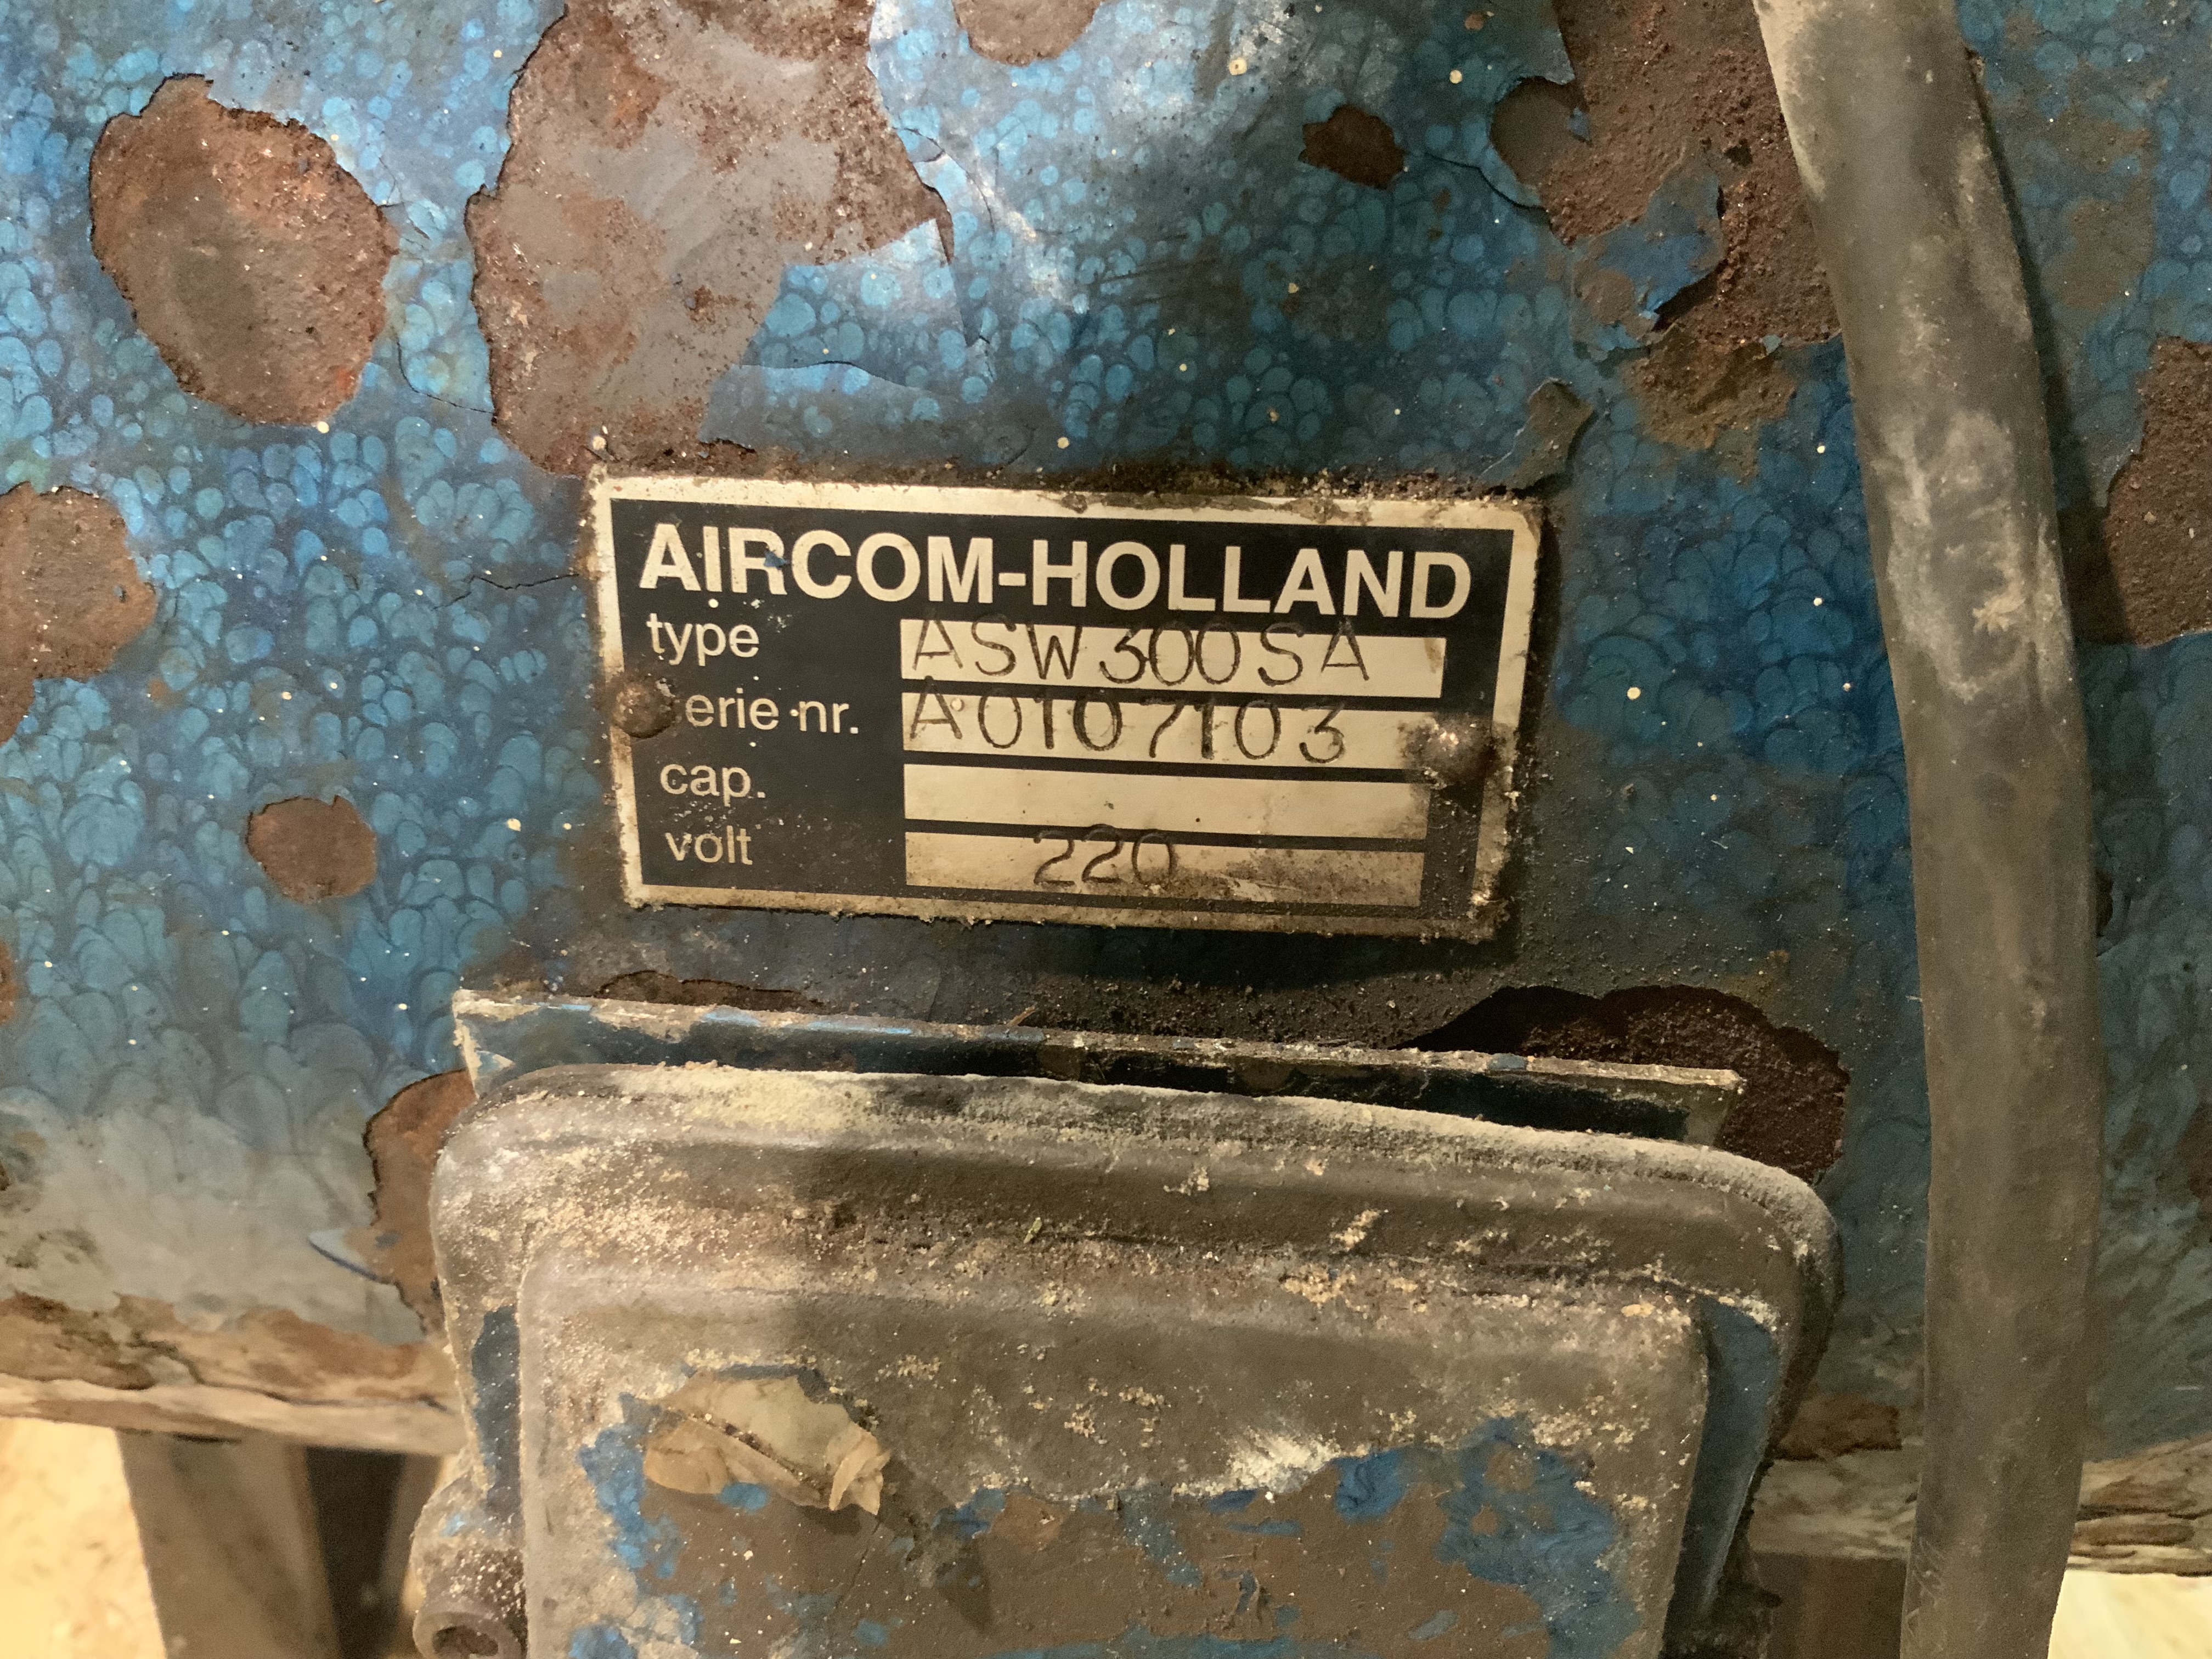 AIRCOM-HOLLAND
type ASW300SA
erie nr. A0107103
cap.
volt 220